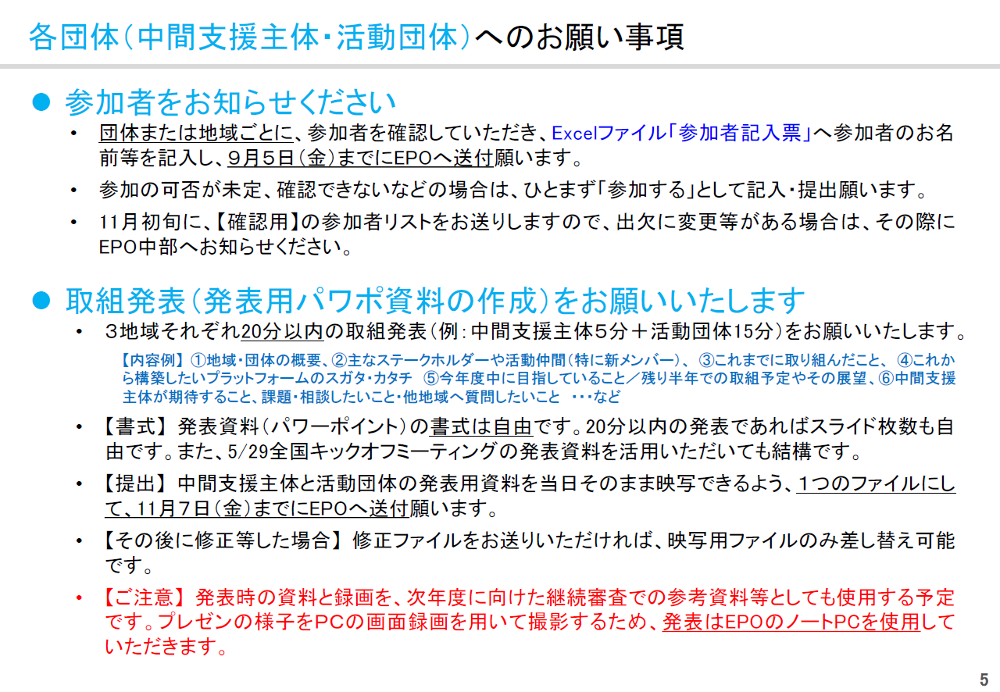 各団体（中間支援主体・活動団体）へのお願い事項
● 参加者をお知らせください
• 団体または地域ごとに、参加者を確認していただき、Excelファイル「参加者記入票」へ参加者のお名
前等を記入し、９月５日（金）までにEPOへ送付願います。
• 参加の可否が未定、確認できないなどの場合は、ひとまず「参加する」として記入・提出願います。
• 11月初旬に、【確認用】の参加者リストをお送りしますので、出欠に変更等がある場合は、その際に
EPO中部へお知らせください。
● 取組発表（発表用パワポ資料の作成）をお願いいたします
• ３地域それぞれ20分以内の取組発表（例：中間支援主体５分＋活動団体15分）をお願いいたします。
【内容例】 ①地域・団体の概要、②主なステークホルダーや活動仲間（特に新メンバー）、 ③これまでに取り組んだこと、 ④これか
ら構築したいプラットフォームのスガタ・カタチ　⑤今年度中に目指していること／残り半年での取組予定やその展望、⑥中間支援
主体が期待すること、課題・相談したいこと・他地域へ質問したいこと　・・・など
• 【書式】 発表資料（パワーポイント）の書式は自由です。20分以内の発表であればスライド枚数も自
由です。また、5/29全国キックオフミーティングの発表資料を活用いただいても結構です。
• 【提出】 中間支援主体と活動団体の発表用資料を当日そのまま映写できるよう、１つのファイルにし
て、11月７日（金）までにEPOへ送付願います。
• 【その後に修正等した場合】 修正ファイルをお送りいただければ、映写用ファイルのみ差し替え可能
です。
• 【ご注意】 発表時の資料と録画を、次年度に向けた継続審査での参考資料等としても使用する予定
です。プレゼンの様子をＰＣの画面録画を用いて撮影するため、発表はEPOのノートPCを使用して
いただきます。
5